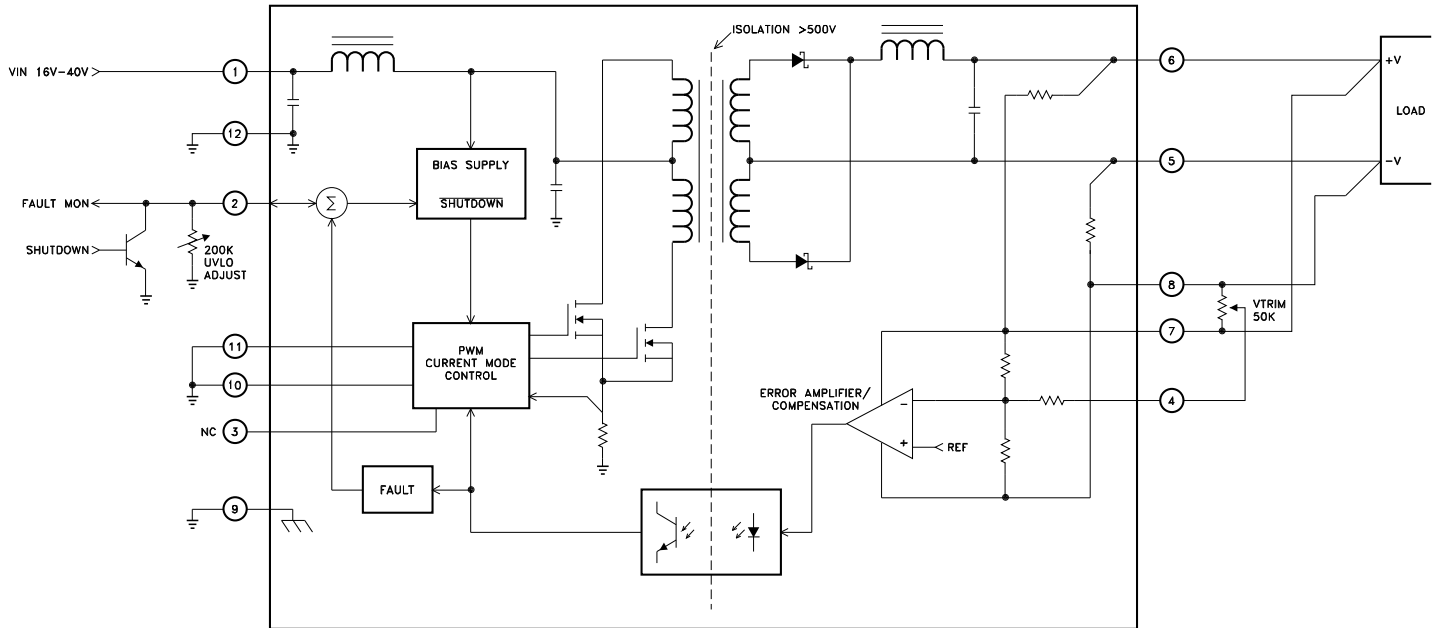 ISOLATION >500V
VIN 16V-40V
1
6
+V
LOAD
12
BIAS SUPPLY
SHUTDOWN
5
-V
FAULT MON
2
Σ
SHUTDOWN
200K
UVLO
ADJUST
8
VTRIM
50K
7
11
PWM
CURRENT MODE
CONTROL
10
ERROR AMPLIFIER/
COMPENSATION
-
+
REF
4
NC
3
FAULT
9